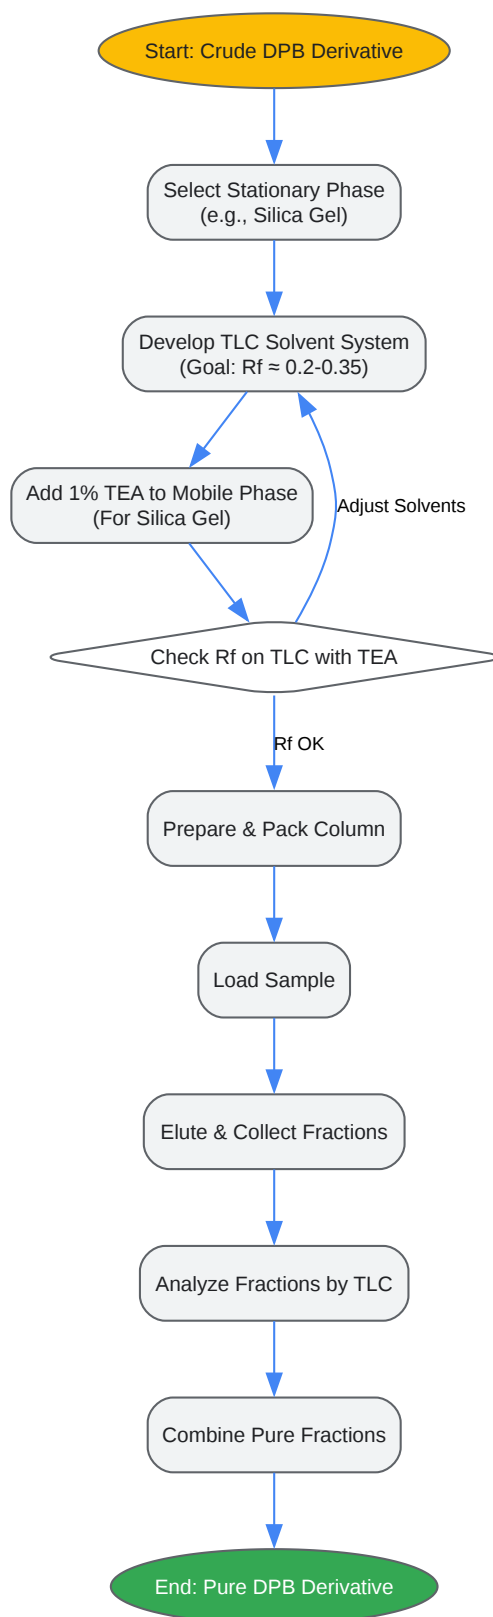 Start: Crude DPB Derivative
Select Stationary Phase
(e.g., Silica Gel)
Develop TLC Solvent System
(Goal: Rf ≈ 0.2-0.35)
Add 1% TEA to Mobile Phase
(For Silica Gel)
Adjust Solvents
Check Rf on TLC with TEA
Rf OK
Prepare & Pack Column
Load Sample
Elute & Collect Fractions
Analyze Fractions by TLC
Combine Pure Fractions
End: Pure DPB Derivative